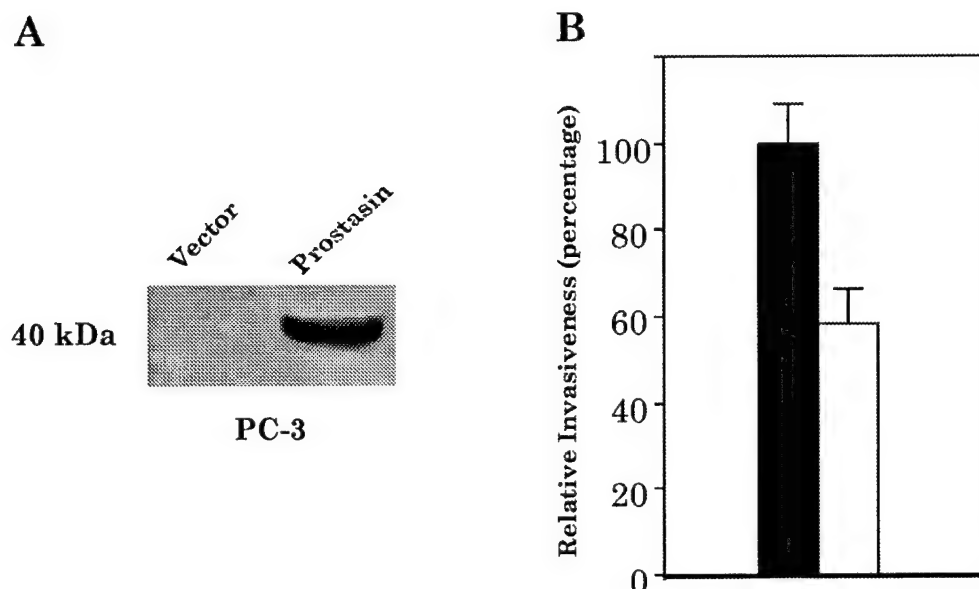 A
Vector
Prostasin
40 kDa
PC-3
B
Relative Invasiveness (percentage)
100
80
60
40
20
0